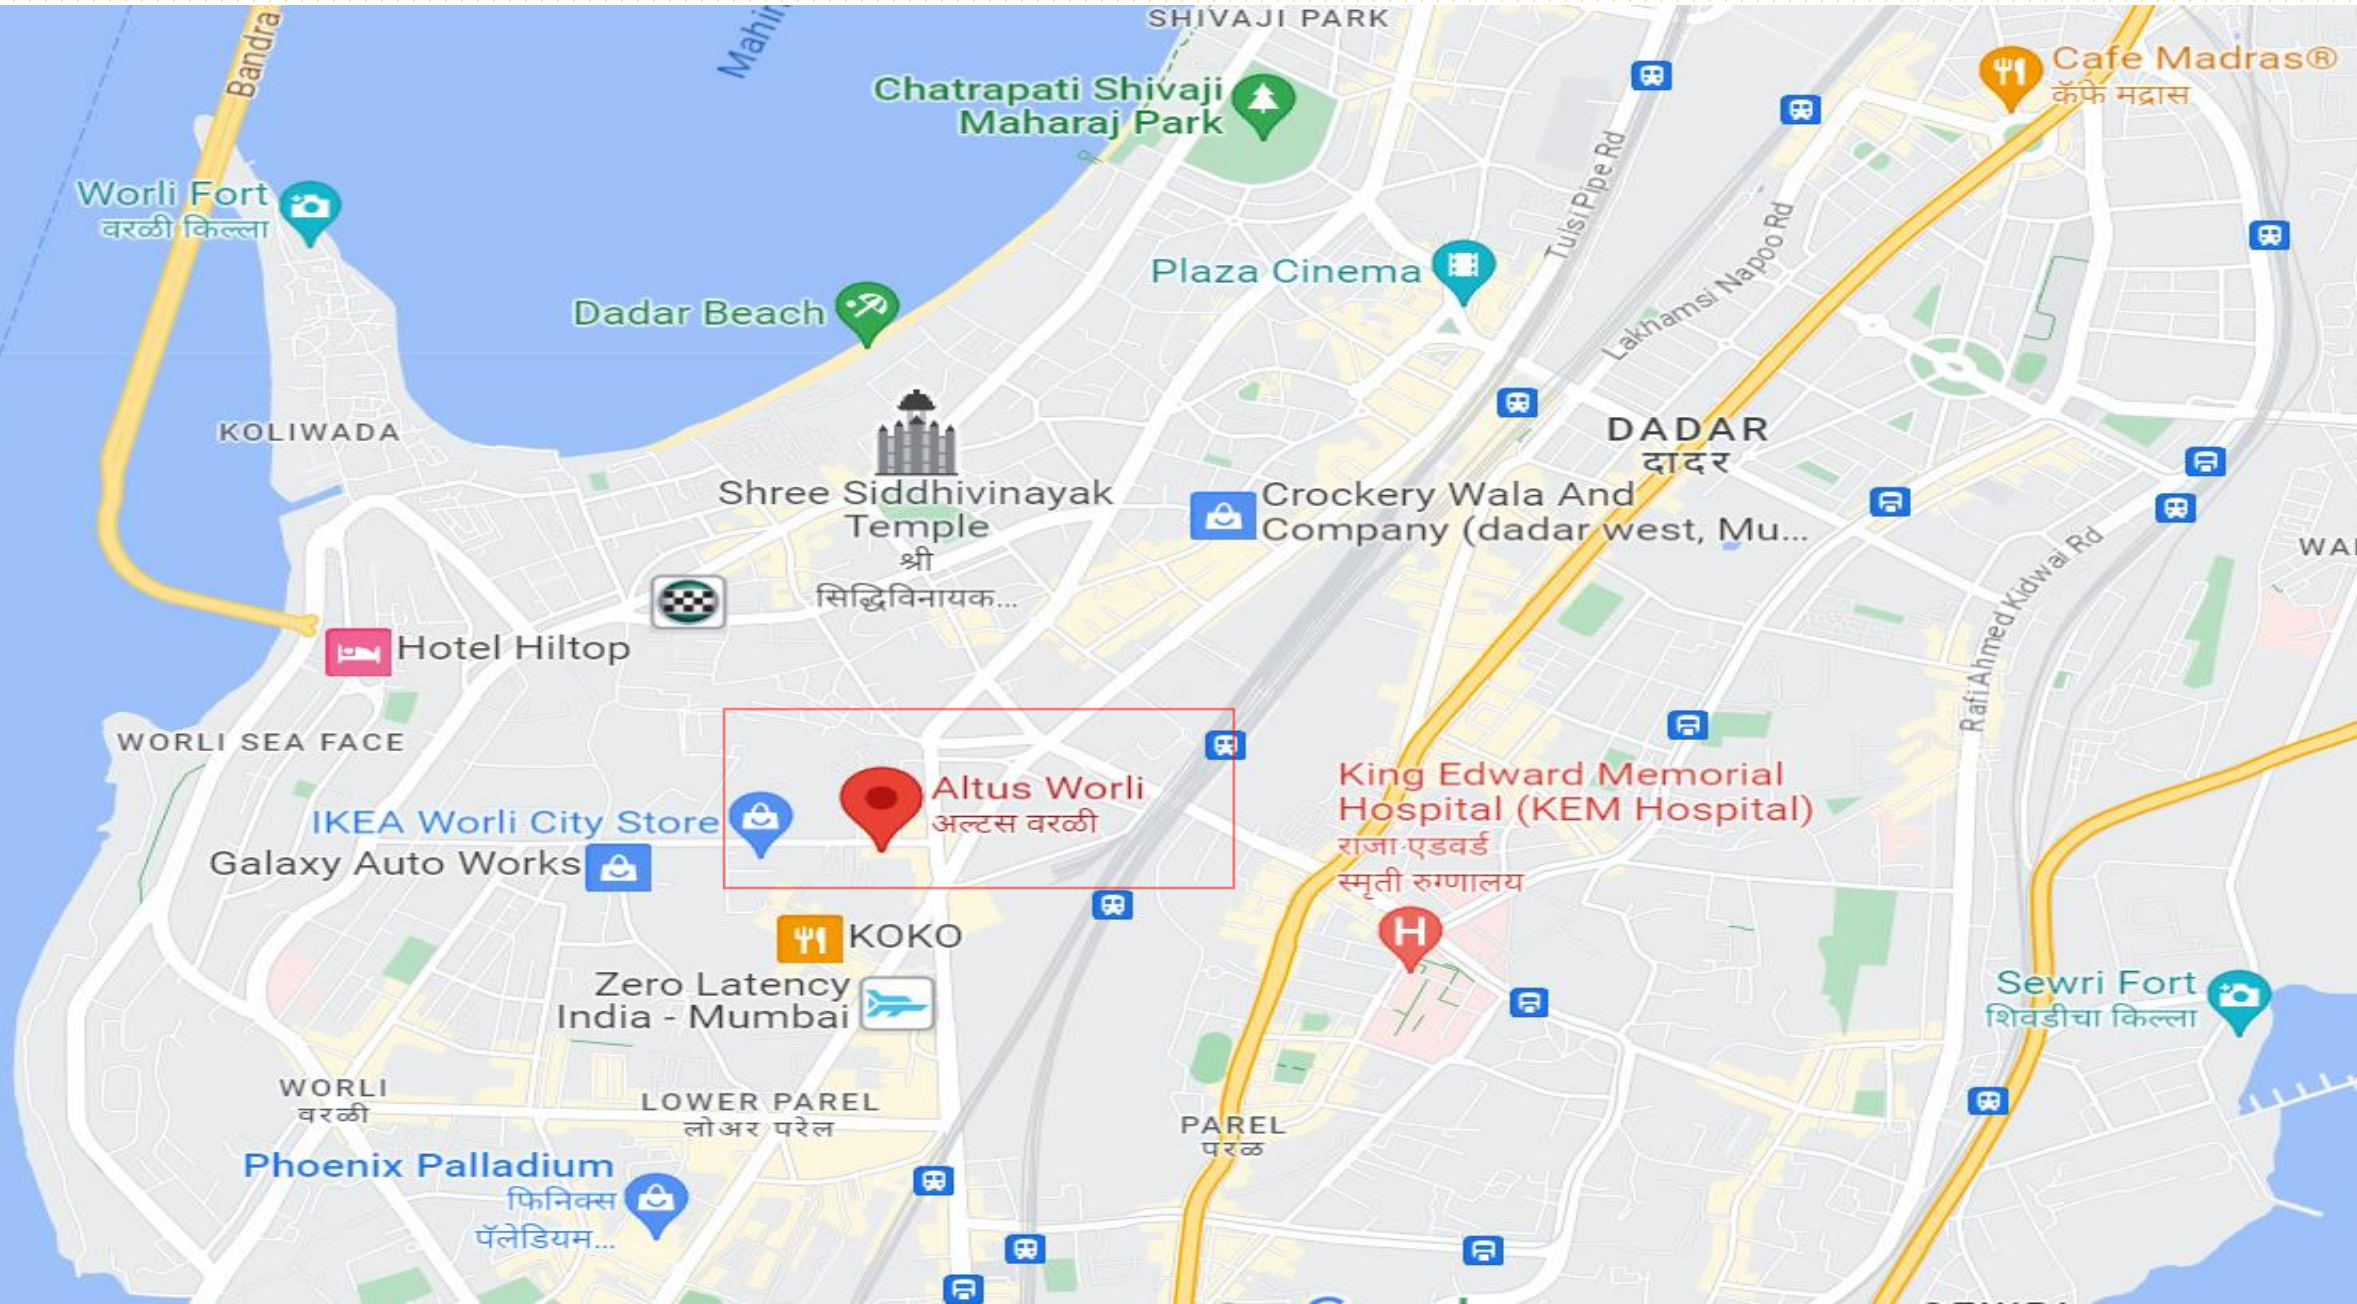 SHIVAJI PARK
Bandra
Mahim
Chatrapati Shivaji
Maharaj Park
Cafe Madras®
कॅफे मद्रास
Worli Fort
वरळी किल्ला
Tulsi Pipe Rd
Plaza Cinema
Lakhamsi Napoo Rd
Dadar Beach
KOLIWADA
DADAR
दादर
Shree Siddhivinayak
Temple
श्री
सिद्धिविनायक...
Crockery Wala And
Company (dadar west, Mu...
Rafi Ahmed Kidwai Rd
WA
Hotel Hiltop
WORLI SEA FACE
Altus Worli
अल्टस वरळी
IKEA Worli City Store
Galaxy Auto Works
King Edward Memorial
Hospital (KEM Hospital)
राजा एडवर्ड
स्मृती रुग्णालय
H
KOKO
Zero Latency
India - Mumbai
Sewri Fort
शिवडीचा किल्ला
WORLI
वरळी
LOWER PAREL
लोअर परेल
PAREL
परळ
Phoenix Palladium
फिनिक्स
पॅलेडियम...